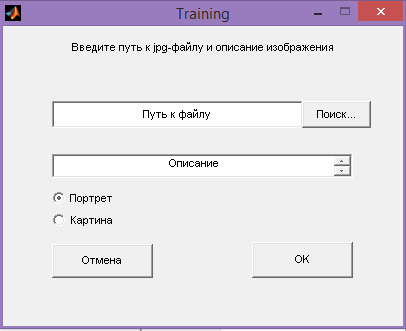 Training
Введите путь к jpg-файлу и описание изображения
Путь к файлу
Поиск...
Описание
Портрет
Картина
Отмена
OK